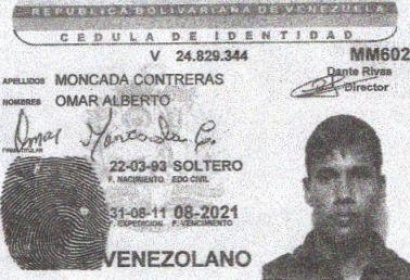 REPUBLICA BOLIVARIANA DE VENEZUELA
CEDULA DE IDENTIDAD
V 24.829.344 MM602
APELLIDOS MONCADA CONTRERAS
Dante Rivas
Director
NOMBRES OMAR ALBERTO
Omar Moncada C.
FIRMA TITULAR
22-03-93 SOLTERO
F. NACIMIENTO EDO CIVIL
31-08-11 08-2021
F. EXPEDICION F. VENCIMIENTO
VENEZOLANO